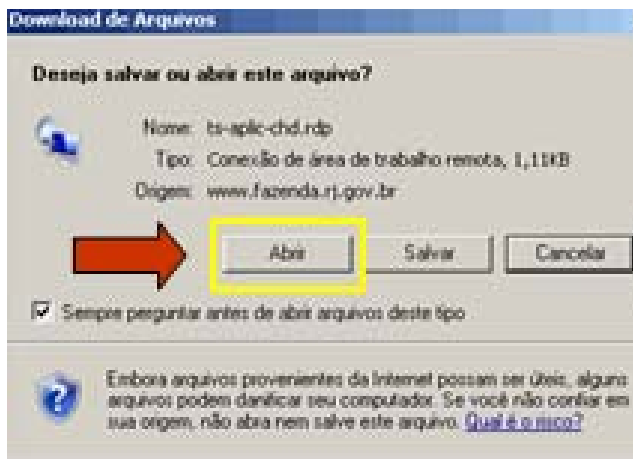 Download de Arquivos
Deseja salvar ou abrir este arquivo?
Nome: ts-aplic-chd.rdp
Tipo: Conexão de área de trabalho remota, 1,11KB
Origem: www.fazenda.rj.gov.br
Abrir Salvar Cancelar
Sempre perguntar antes de abrir arquivos deste tipo
Embora arquivos provenientes da Internet possam ser úteis, alguns
arquivos podem danificar seu computador. Se você não confiar em
sua origem, não abra nem salve este arquivo. Qual é o risco?